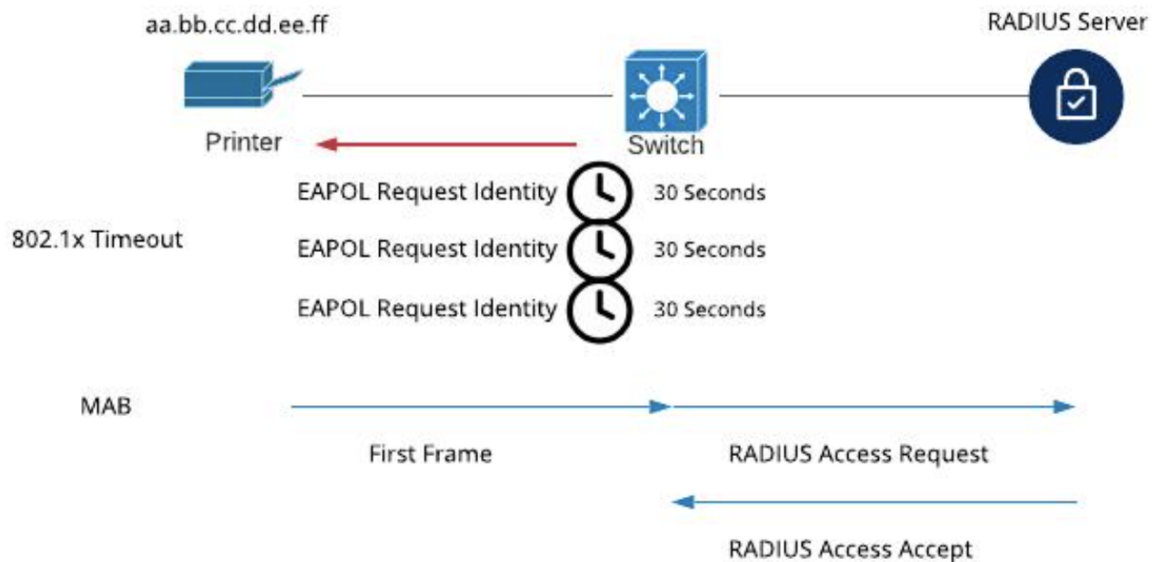 aa.bb.cc.dd.ee.ff
RADIUS Server
Printer
Switch
EAPOL Request Identity 30 Seconds
802.1x Timeout
EAPOL Request Identity 30 Seconds
EAPOL Request Identity 30 Seconds
MAB
First Frame
RADIUS Access Request
RADIUS Access Accept